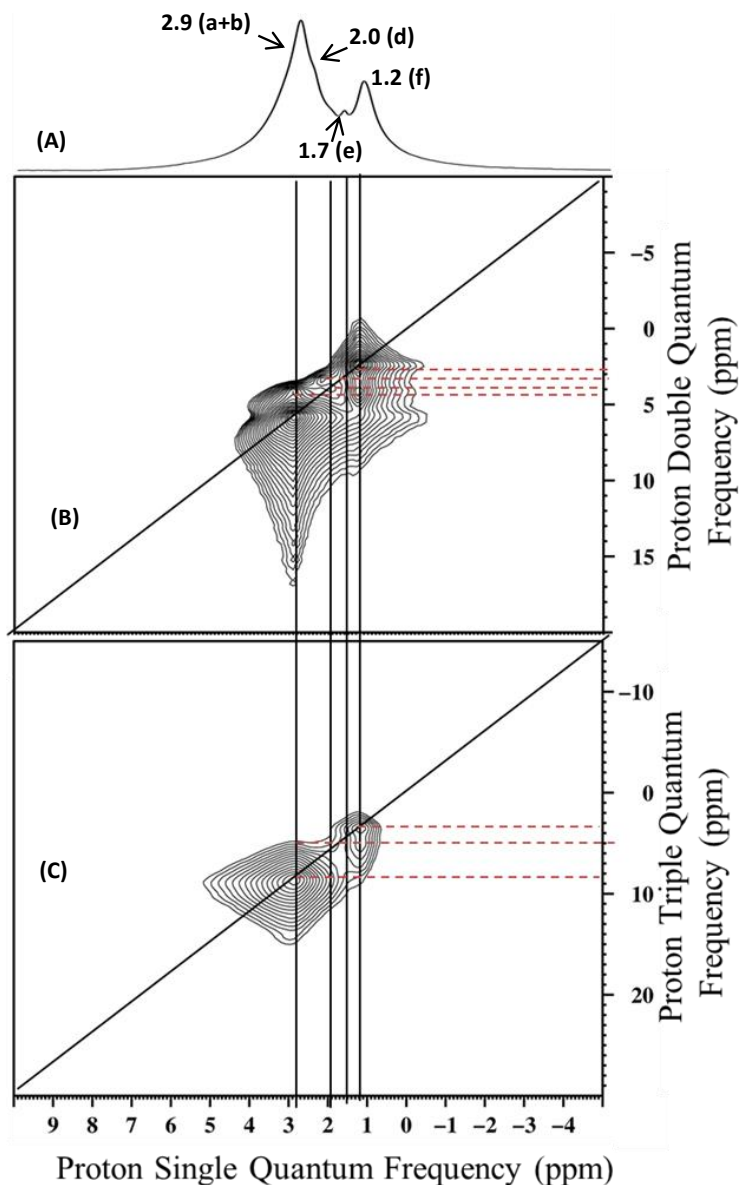 2.9 (a+b)
2.0 (d)
1.2 (f)
(A)
1.7 (e)
−5
0
5
10
15
Proton Double Quantum
Frequency (ppm)
(B)
−10
0
10
20
Proton Triple Quantum
Frequency (ppm)
(C)
9 8 7 6 5 4 3 2 1 0 −1 −2 −3 −4
Proton Single Quantum Frequency (ppm)